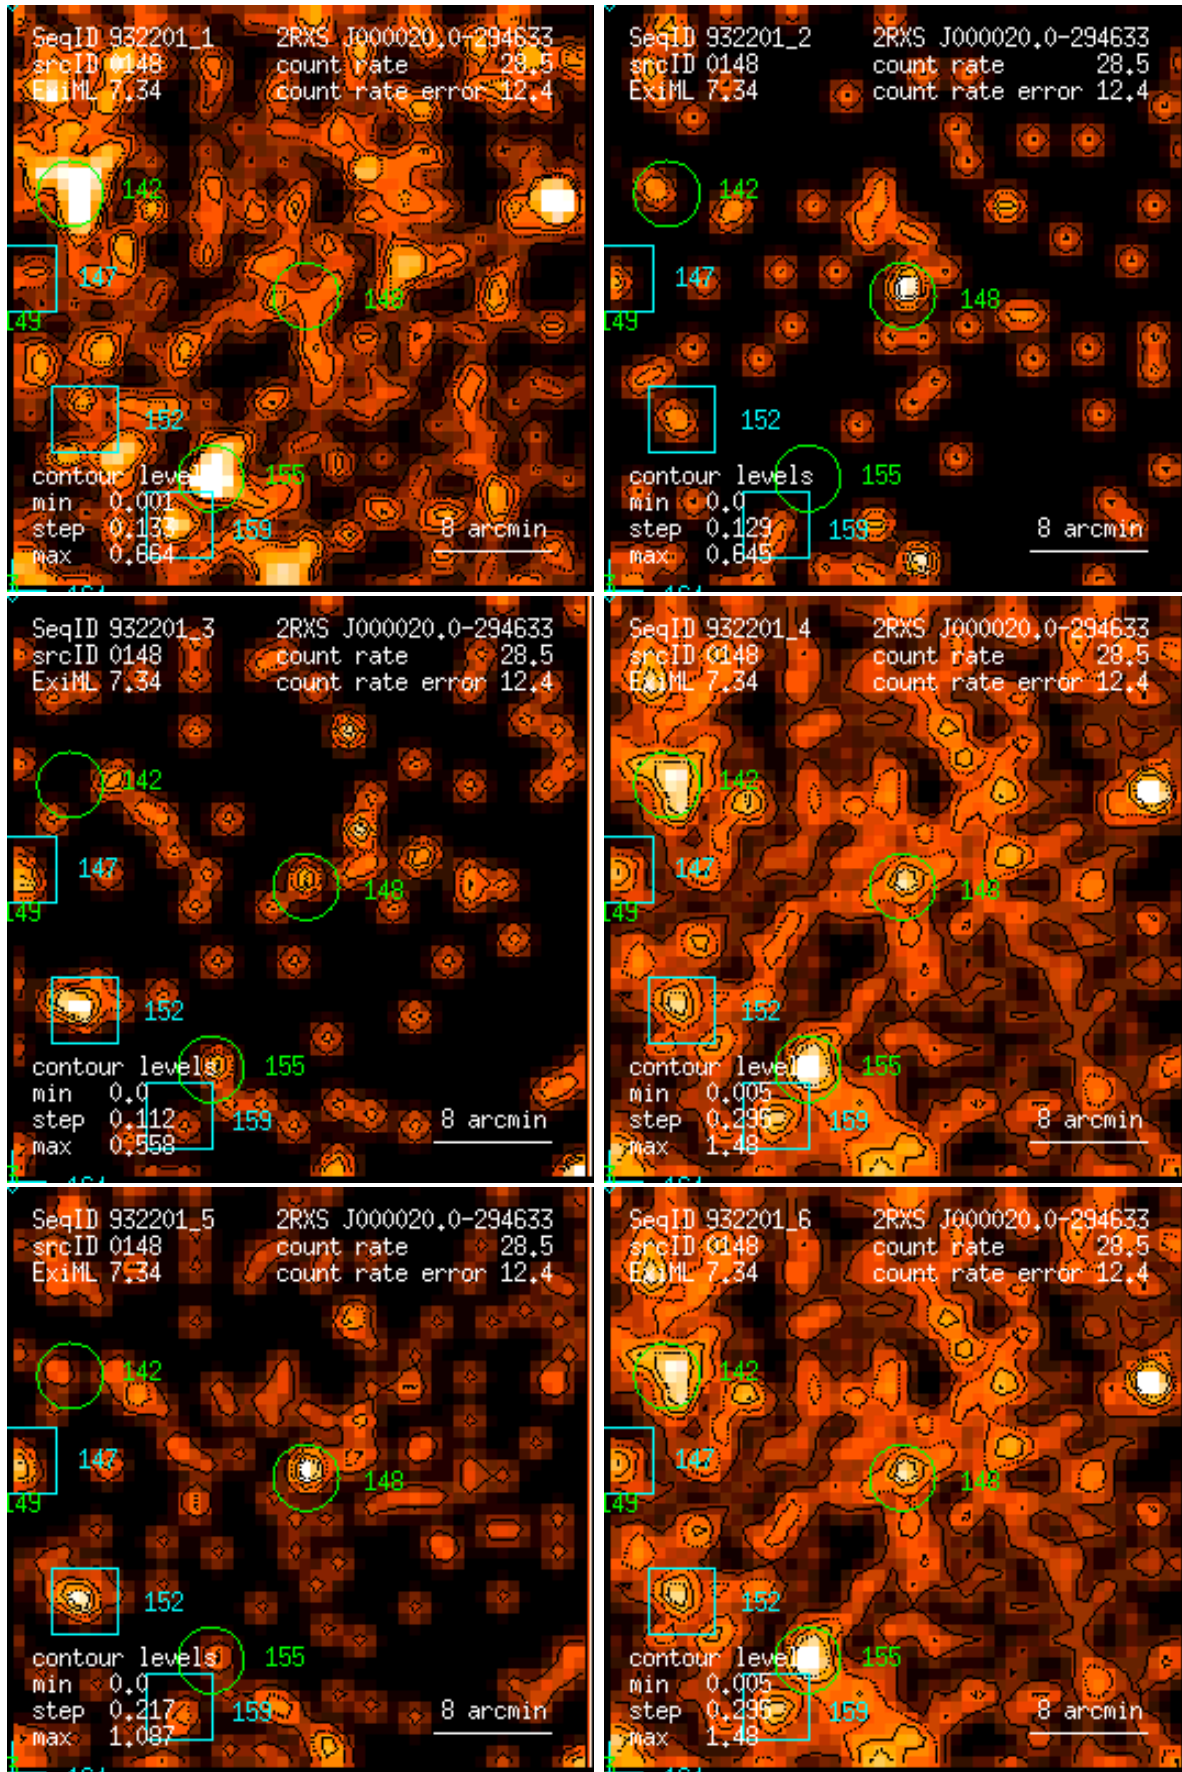 SeqID 932201_1 2RXS J000020.0-294633
srcID 0148 count rate 28.5
ExiML 7.34 count rate error 12.4
142
147
149
148
152
155
contour levels
min 0.001
step 0.133 159 8 arcmin
max 0.664
SeqID 932201_2 2RXS J000020.0-294633
srcID 0148 count rate 28.5
ExiML 7.34 count rate error 12.4
142
147
149
148
152
155
contour levels
min 0.0
step 0.129 159 8 arcmin
max 0.645
SeqID 932201_3 2RXS J000020.0-294633
srcID 0148 count rate 28.5
ExiML 7.34 count rate error 12.4
142
147
148
149
152
155
contour levels
min 0.0
step 0.112 159 8 arcmin
max 0.558
SeqID 932201_4 2RXS J000020.0-294633
srcID 0148 count rate 28.5
ExiML 7.34 count rate error 12.4
142
147
148
149
152
155
contour levels
min 0.005
step 0.295 159 8 arcmin
max 1.48
SeqID 932201_5 2RXS J000020.0-294633
srcID 0148 count rate 28.5
ExiML 7.34 count rate error 12.4
142
147
148
149
152
155
contour levels
min 0.0
step 0.217 159 8 arcmin
max 1.087
SeqID 932201_6 2RXS J000020.0-294633
srcID 0148 count rate 28.5
ExiML 7.34 count rate error 12.4
142
147
148
149
152
155
contour levels
min 0.005
step 0.295 159 8 arcmin
max 1.48